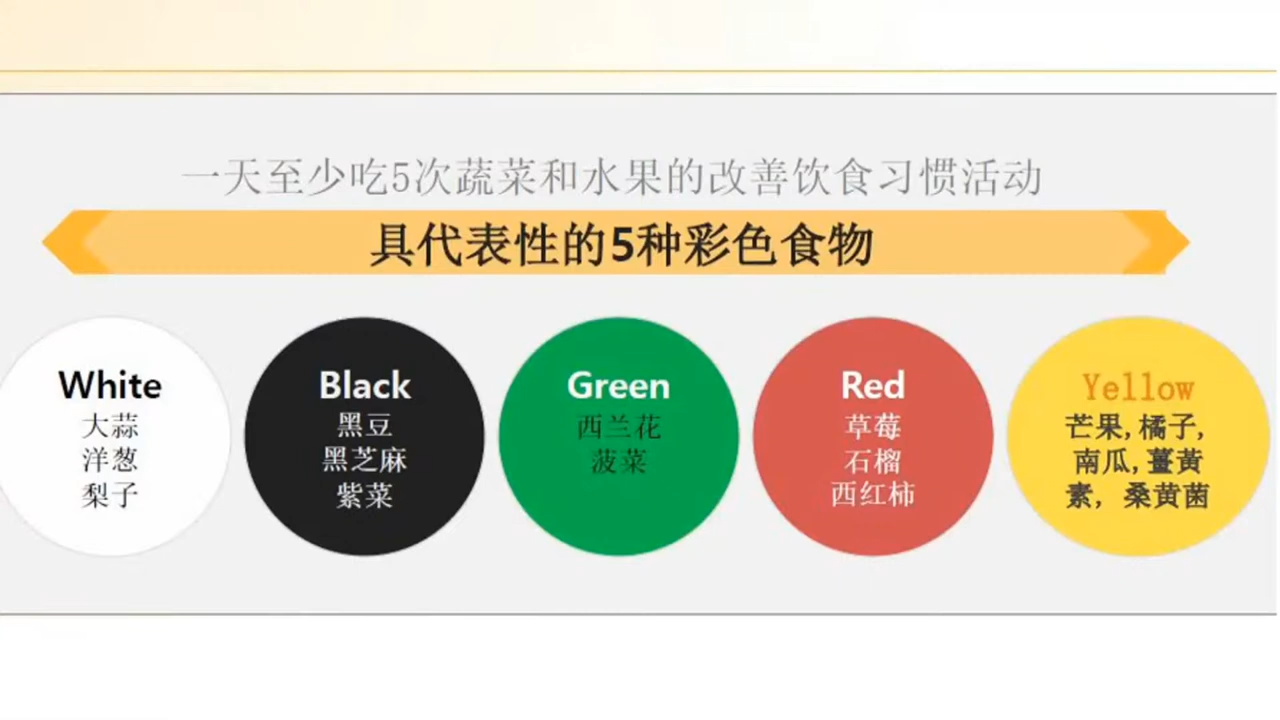 一天至少吃5次蔬菜和水果的改善饮食习惯活动
具代表性的5种彩色食物
White
大蒜
洋葱
梨子
Black
黑豆
黑芝麻
紫菜
Green
西兰花
菠菜
Red
草莓
石榴
西红柿
Yellow
芒果,橘子,
南瓜,薑黄
素, 桑黄菌